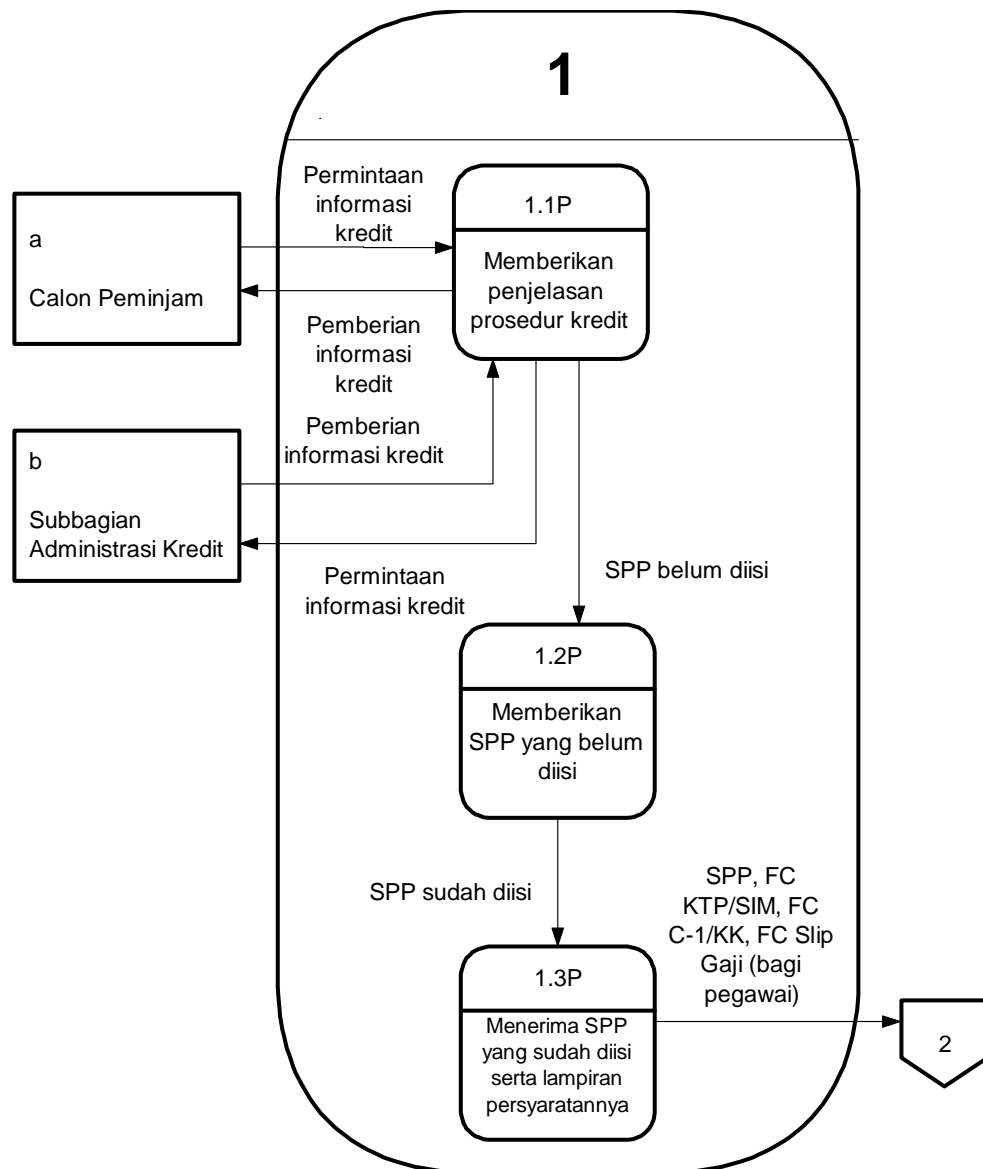 1
Permintaan
informasi
kredit
1.1P
a
Memberikan
penjelasan
prosedur kredit
Calon Peminjam
Pemberian
informasi
kredit
Pemberian
informasi kredit
b
Subbagian
Administrasi Kredit
Permintaan
informasi kredit
SPP belum diisi
1.2P
Memberikan
SPP yang belum
diisi
SPP sudah diisi
SPP, FC
KTP/SIM, FC
C-1/KK, FC Slip
Gaji (bagi
pegawai)
1.3P
Menerima SPP
yang sudah diisi
serta lampiran
persyaratannya
2